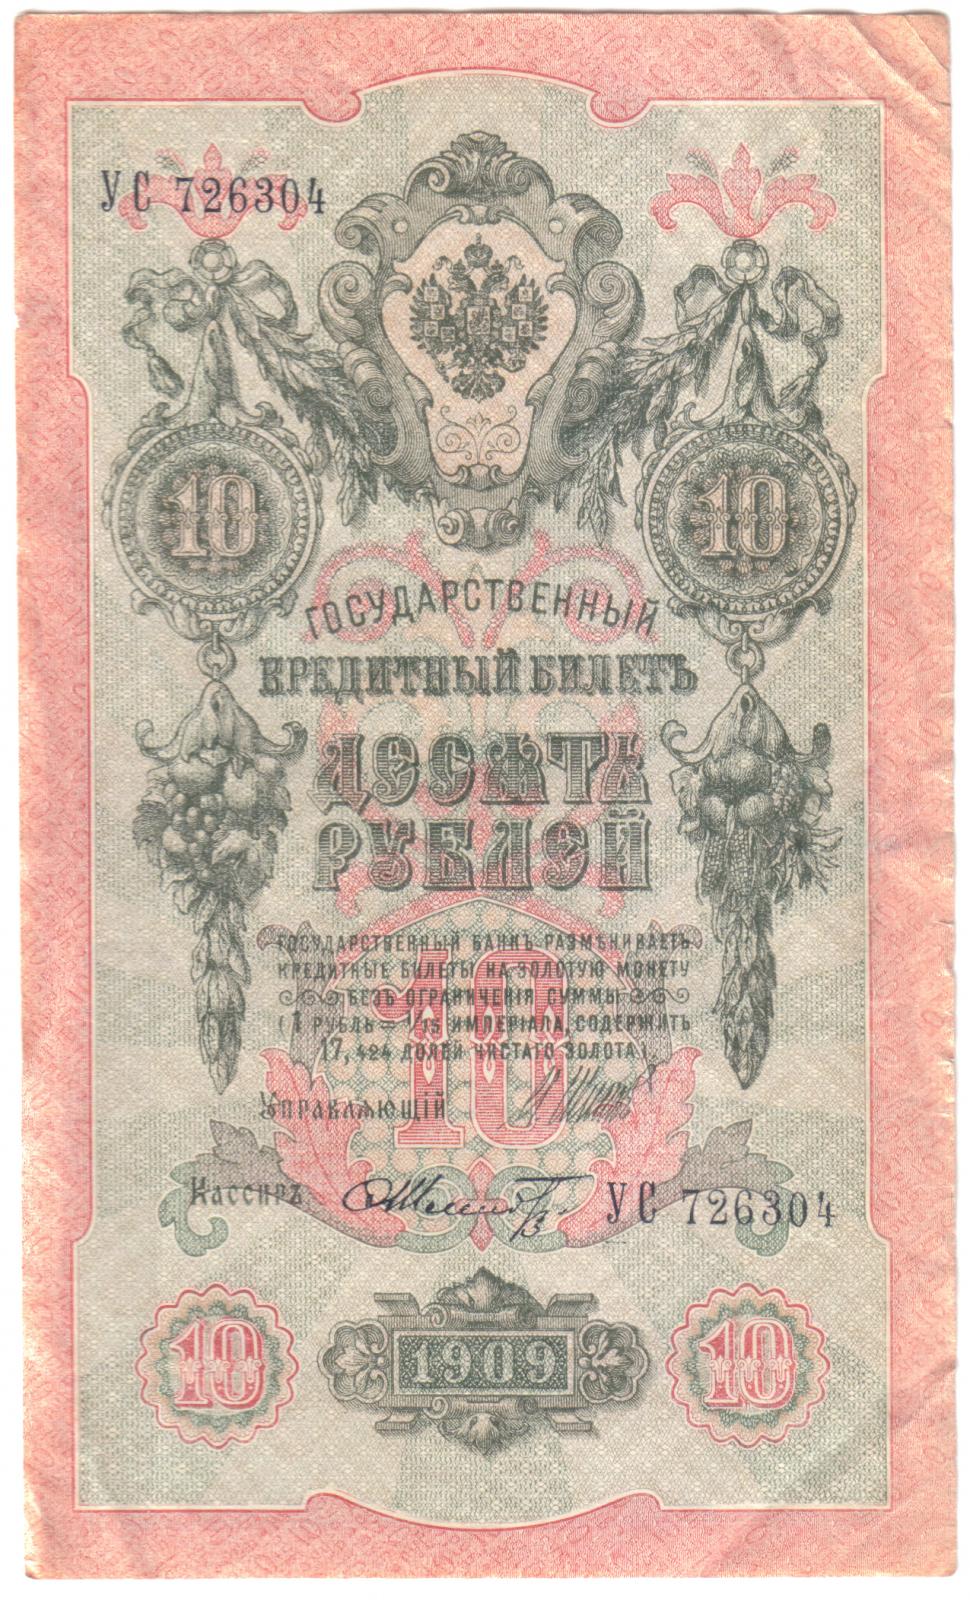 УС 726304
10 10
ГОСУДАРСТВЕННЫЙ
КРЕДИТНЫЙ БИЛЕТЪ
ДЕСЯТЬ
РУБЛЕЙ
10
ГОСУДАРСТВЕННЫЙ БАНКЪ РАЗМѢНИВАЕТЪ
КРЕДИТНЫЕ БИЛЕТЫ НА ЗОЛОТУЮ МОНЕТУ
БЕЗЪ ОГРАНИЧЕНІЯ СУММЫ
(1 РУБЛЬ = 1/15 ИМПЕРІАЛА, СОДЕРЖИТЪ
17,424 ДОЛЕЙ ЧИСТАГО ЗОЛОТА).
УПРАВЛЯЮЩІЙ
КАССИРЪ
УС 726304
10 1909 10